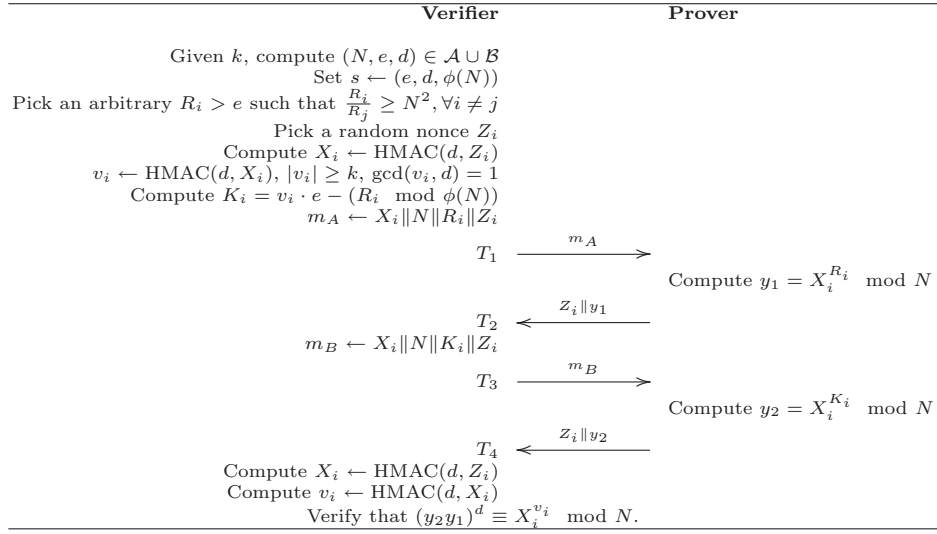 Verifier Prover
Given k, compute (N, e, d) ∈ 𝒜 ∪ ℬ
Set s ← (e, d, ϕ(N))
Pick an arbitrary R_i > e such that R_i/R_j ≥ N^2, ∀i ≠ j
Pick a random nonce Z_i
Compute X_i ← HMAC(d, Z_i)
v_i ← HMAC(d, X_i), |v_i| ≥ k, gcd(v_i, d) = 1
Compute K_i = v_i · e − (R_i mod ϕ(N))
m_A ← X_i‖N‖R_i‖Z_i
T_1 m_A
Compute y_1 = X_i^{R_i} mod N
T_2 Z_i‖y_1
m_B ← X_i‖N‖K_i‖Z_i
T_3 m_B
Compute y_2 = X_i^{K_i} mod N
T_4 Z_i‖y_2
Compute X_i ← HMAC(d, Z_i)
Compute v_i ← HMAC(d, X_i)
Verify that (y_2y_1)^d ≡ X_i^{v_i} mod N.